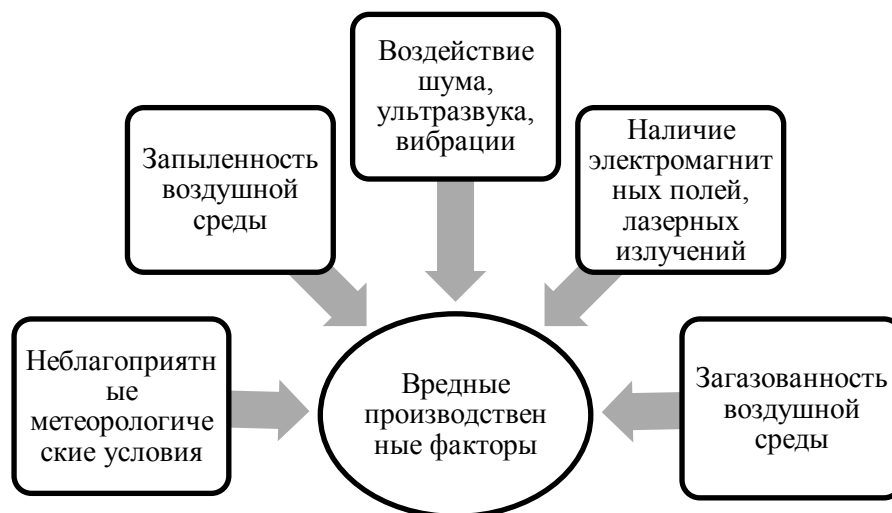 Воздействие
шума,
ультразвука,
вибрации
Запыленность
воздушной
среды
Наличие
электромагнит
ных полей,
лазерных
излучений
Неблагоприятн
ые
метеорологиче
ские условия
Вредные
производствен
ные факторы
Загазованность
воздушной
среды